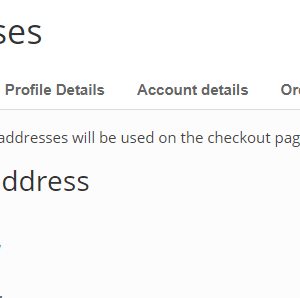 ses
Profile Details Account details Or
addresses will be used on the checkout pag
ddress